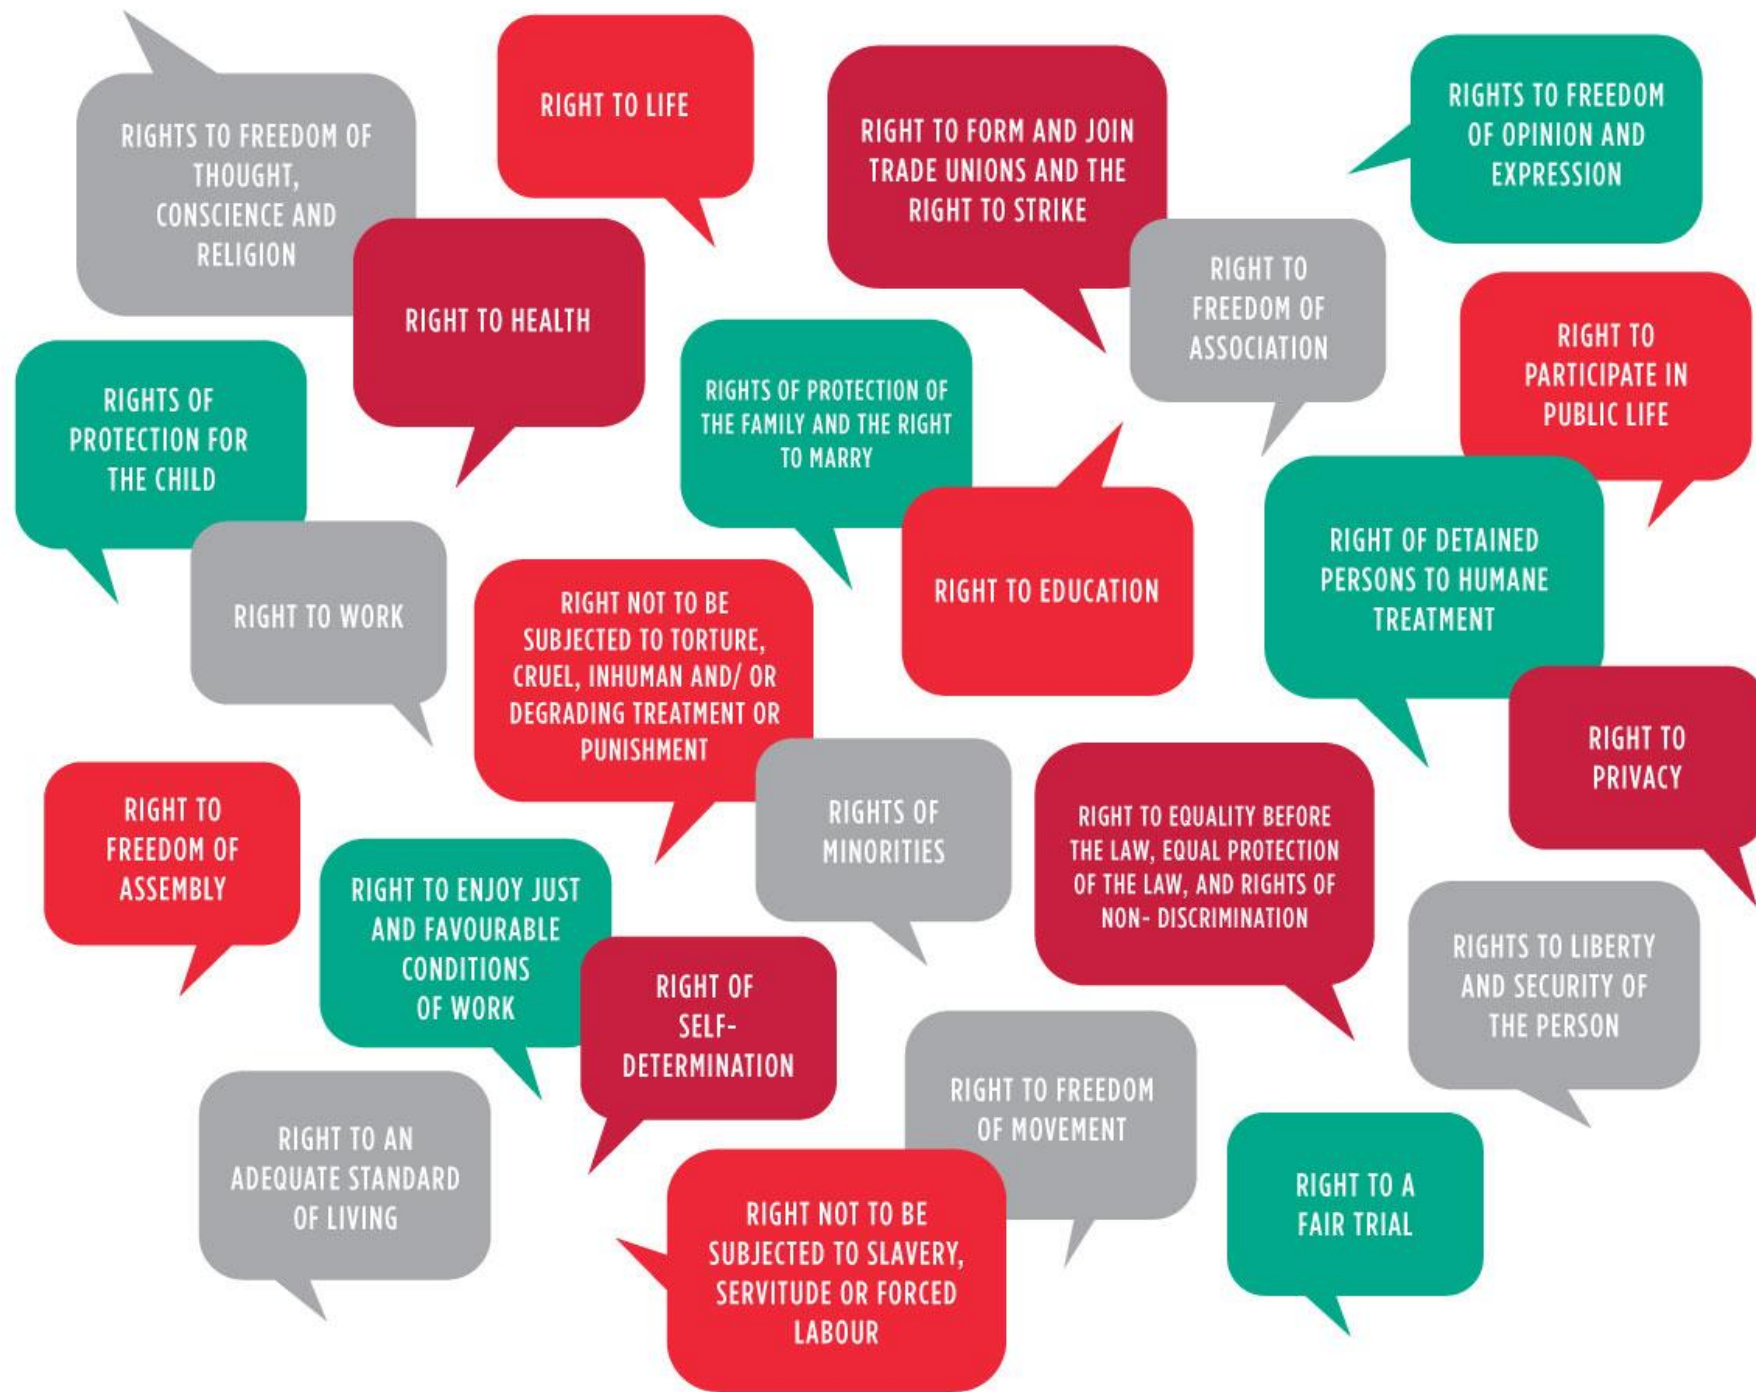 RIGHTS TO FREEDOM OF
THOUGHT,
CONSCIENCE AND
RELIGION
RIGHT TO LIFE
RIGHT TO FORM AND JOIN
TRADE UNIONS AND THE
RIGHT TO STRIKE
RIGHTS TO FREEDOM
OF OPINION AND
EXPRESSION
RIGHT TO HEALTH
RIGHT TO
FREEDOM OF
ASSOCIATION
RIGHT TO
PARTICIPATE IN
PUBLIC LIFE
RIGHTS OF
PROTECTION FOR
THE CHILD
RIGHTS OF PROTECTION OF
THE FAMILY AND THE RIGHT
TO MARRY
RIGHT TO WORK
RIGHT NOT TO BE
SUBJECTED TO TORTURE,
CRUEL, INHUMAN AND/ OR
DEGRADING TREATMENT OR
PUNISHMENT
RIGHT TO EDUCATION
RIGHT OF DETAINED
PERSONS TO HUMANE
TREATMENT
RIGHT TO
PRIVACY
RIGHT TO
FREEDOM OF
ASSEMBLY
RIGHT TO ENJOY JUST
AND FAVOURABLE
CONDITIONS
OF WORK
RIGHTS OF
MINORITIES
RIGHT TO EQUALITY BEFORE
THE LAW, EQUAL PROTECTION
OF THE LAW, AND RIGHTS OF
NON- DISCRIMINATION
RIGHT OF
SELF-
DETERMINATION
RIGHTS TO LIBERTY
AND SECURITY OF
THE PERSON
RIGHT TO AN
ADEQUATE STANDARD
OF LIVING
RIGHT TO FREEDOM
OF MOVEMENT
RIGHT NOT TO BE
SUBJECTED TO SLAVERY,
SERVITUDE OR FORCED
LABOUR
RIGHT TO A
FAIR TRIAL